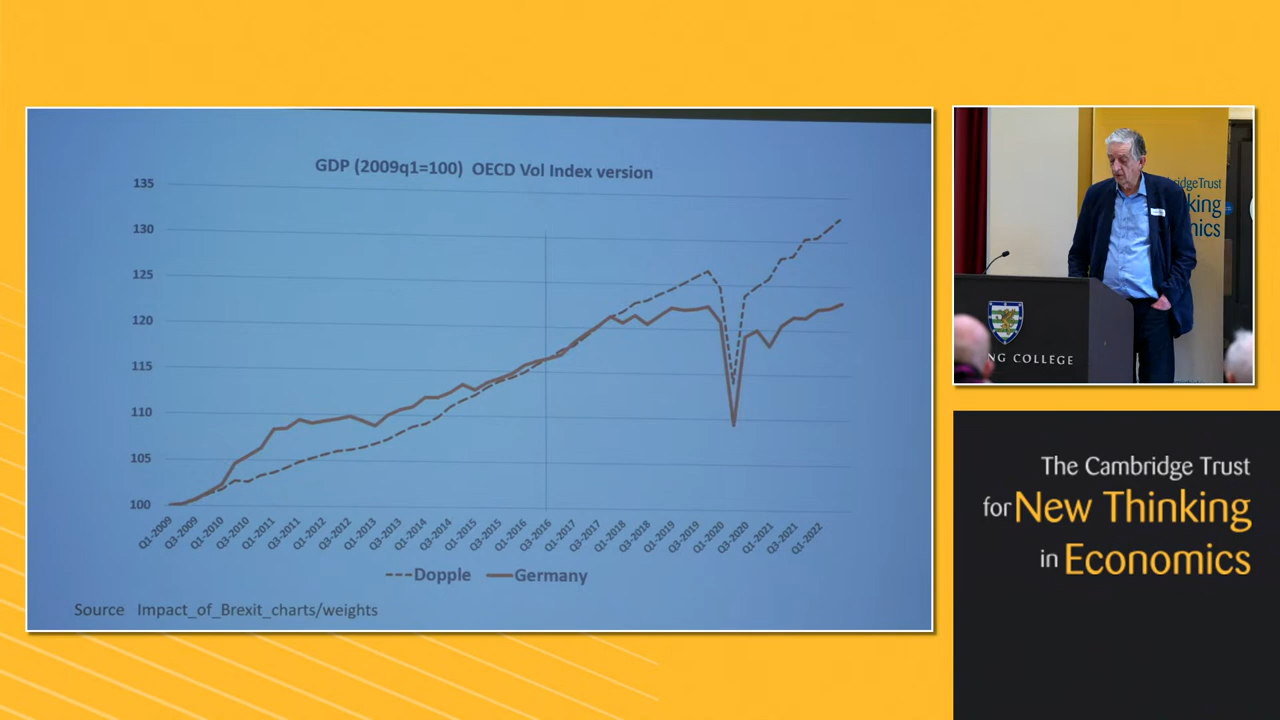 GDP (2009q1=100) OECD Vol Index version
135
130
125
120
115
110
105
100
Q1-2009
Q3-2009
Q1-2010
Q3-2010
Q1-2011
Q3-2011
Q1-2012
Q3-2012
Q1-2013
Q3-2013
Q1-2014
Q3-2014
Q1-2015
Q3-2015
Q1-2016
Q3-2016
Q1-2017
Q3-2017
Q1-2018
Q3-2018
Q1-2019
Q3-2019
Q1-2020
Q3-2020
Q1-2021
Q3-2021
Q1-2022
Dopple Germany
Source Impact_of_Brexit_charts/weights
bridgeTrust
king
mics
NG COLLEGE
The Cambridge Trust
for New Thinking
in Economics